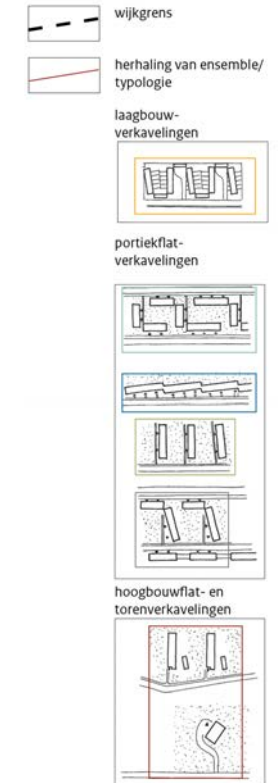 wijkgrens
herhaling van ensemble/
typologie
laagbouw-
verkavelingen
portiekflat-
verkavelingen
hoogbouwflat- en
torenverkavelingen